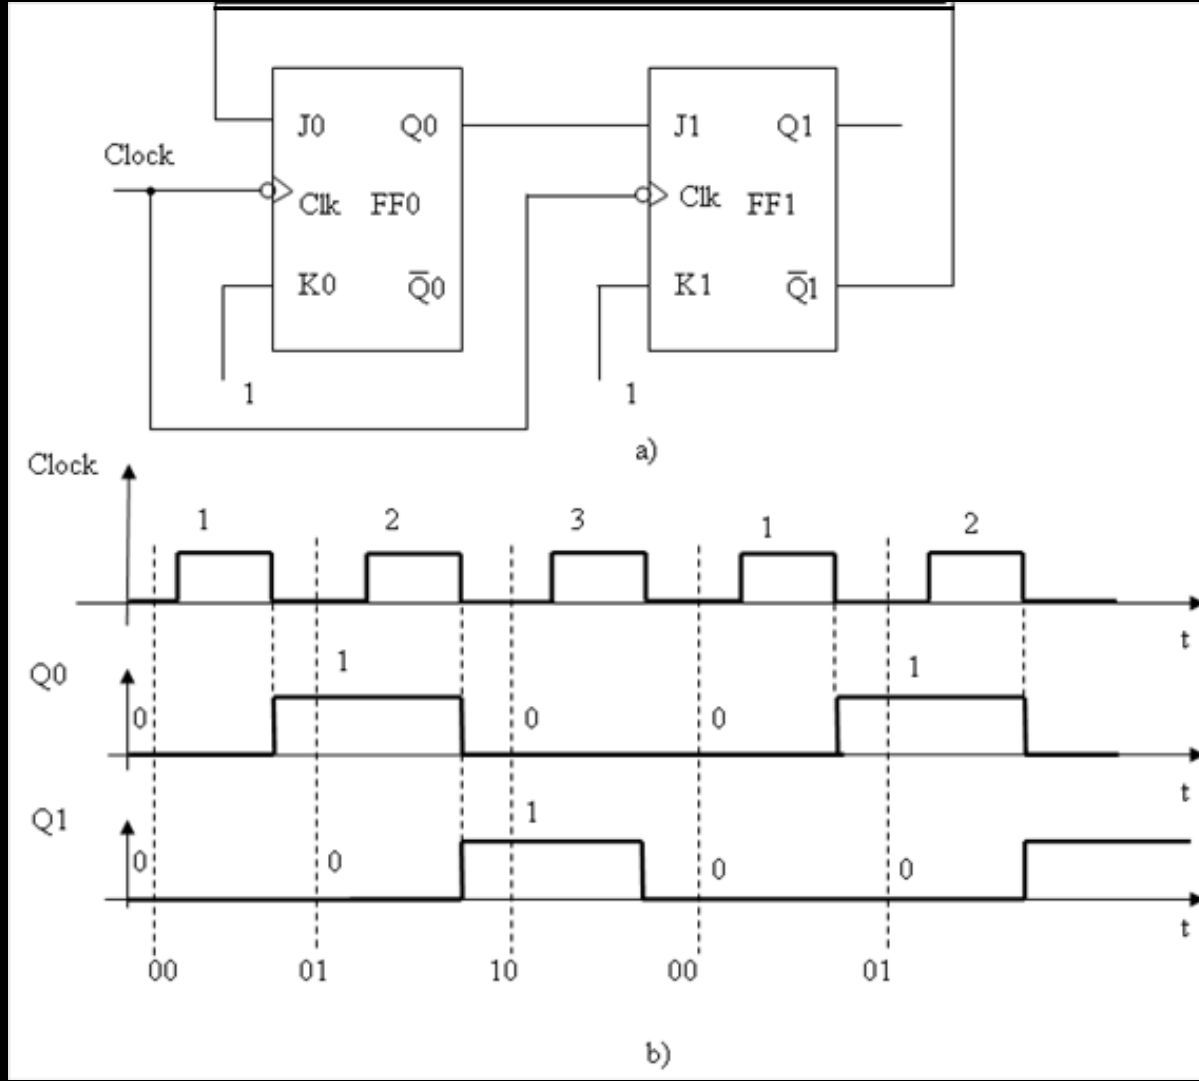 J0 Q0 J1 Q1
Clock
Clk FF0 Clk FF1
K0 Q̅0 K1 Q̅1
1 1
a)
Clock
1 2 3 1 2
t
Q0
1 1
0 0 0
t
Q1
1
0 0 0 0
t
00 01 10 00 01
b)